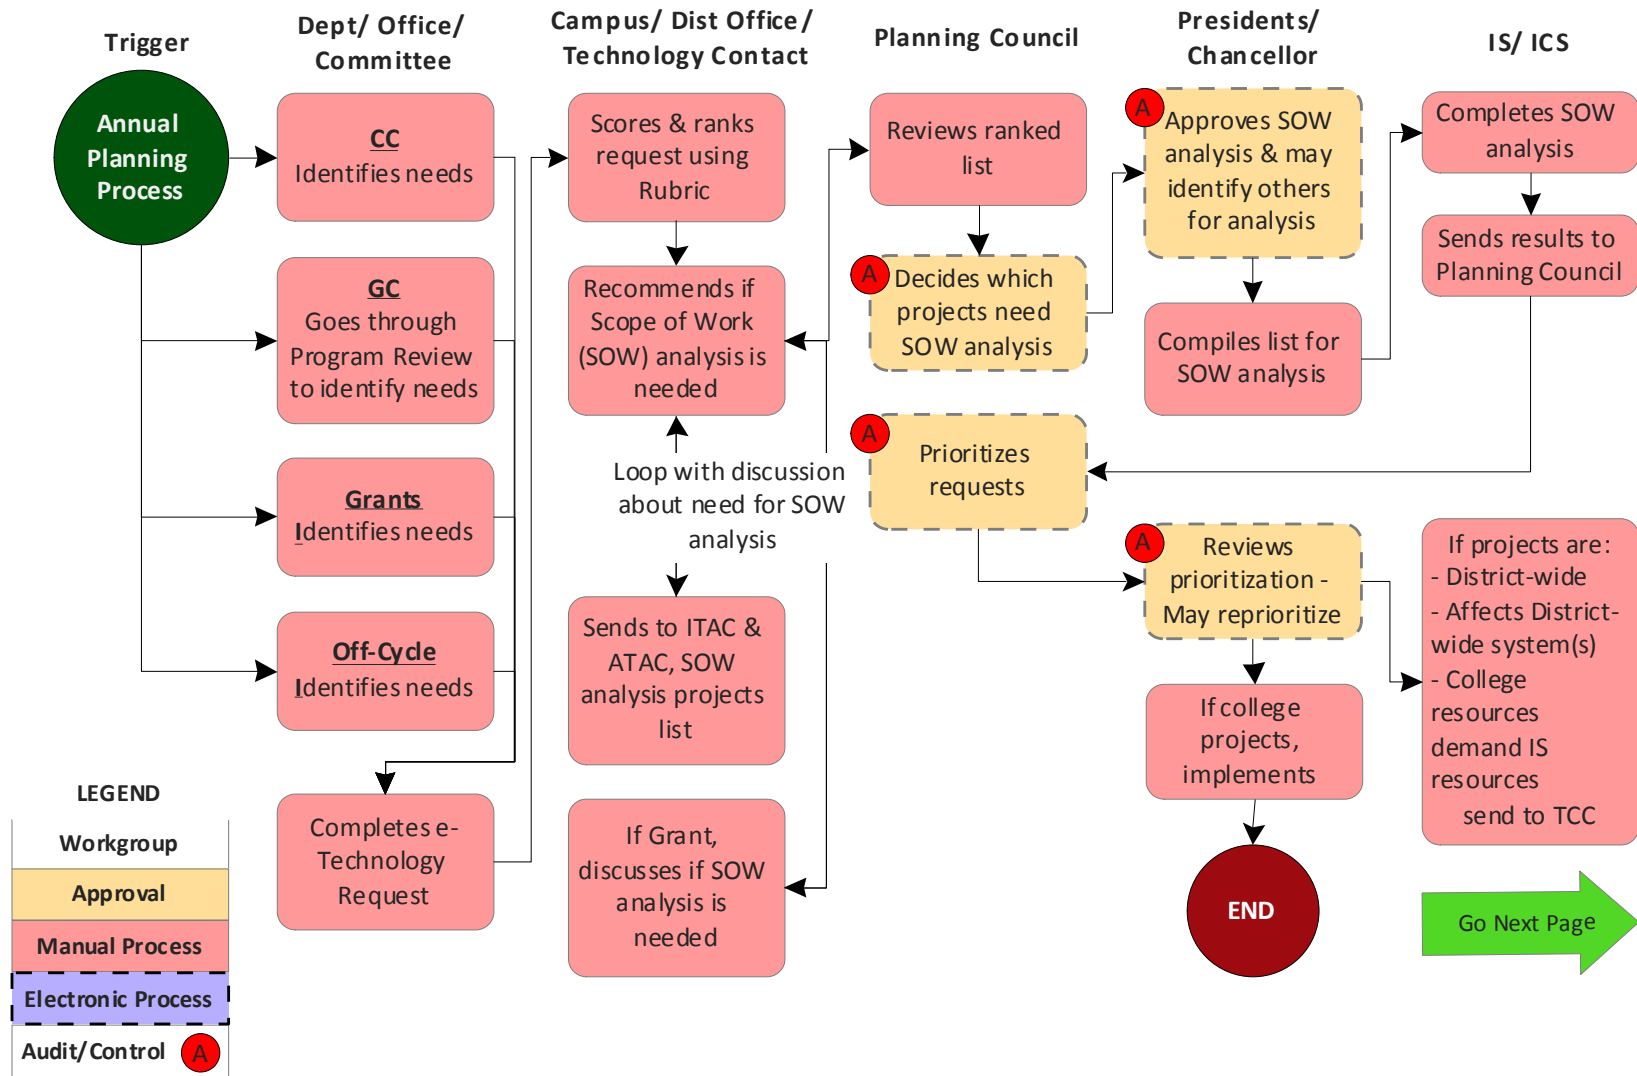 Trigger
Dept/ Office/
Committee
Campus/ Dist Office/
Technology Contact
Planning Council
Presidents/
Chancellor
IS/ ICS
Annual
Planning
Process
CC
Identifies needs
GC
Goes through
Program Review
to identify needs
Grants
Identifies needs
Off-Cycle
Identifies needs
Completes e-
Technology
Request
Scores & ranks
request using
Rubric
Recommends if
Scope of Work
(SOW) analysis is
needed
Loop with discussion
about need for SOW
analysis
Sends to ITAC &
ATAC, SOW
analysis projects
list
If Grant,
discusses if SOW
analysis is
needed
Reviews ranked
list
A
Decides which
projects need
SOW analysis
A
Prioritizes
requests
A
Approves SOW
analysis & may
identify others
for analysis
Compiles list for
SOW analysis
A
Reviews
prioritization -
May reprioritize
If college
projects,
implements
END
Completes SOW
analysis
Sends results to
Planning Council
If projects are:
- District-wide
- Affects District-
wide system(s)
- College
resources
demand IS
resources
send to TCC
Go Next Page
LEGEND
Workgroup
Approval
Manual Process
Electronic Process
Audit/Control A